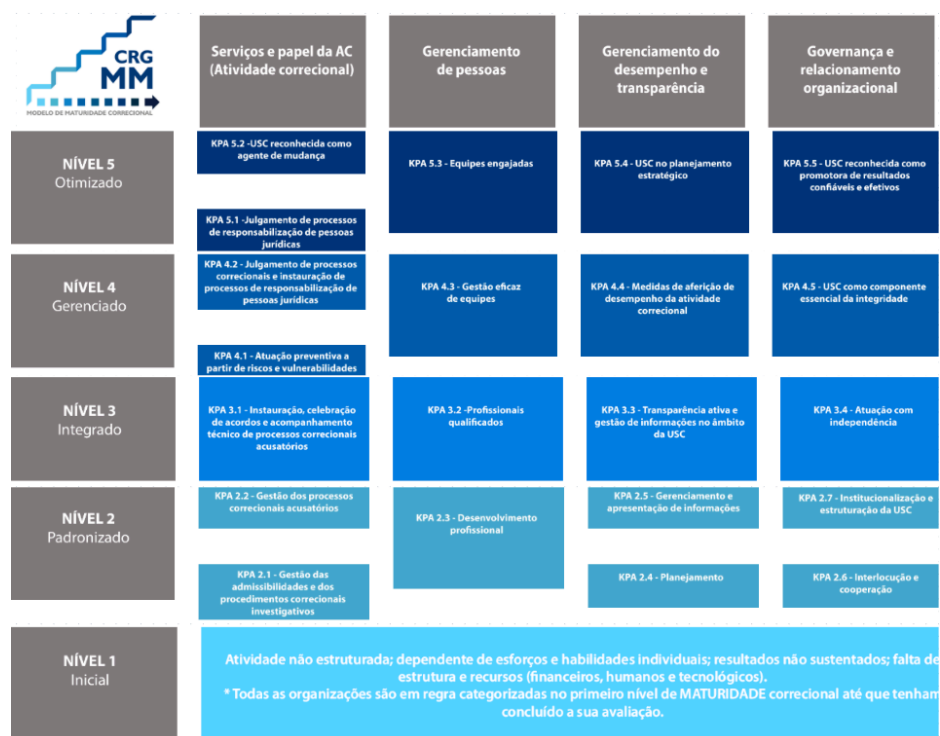 CRG
MM
MODELO DE MATURIDADE CORRECIONAL
Serviços e papel da AC
(Atividade correcional)
Gerenciamento
de pessoas
Gerenciamento do
desempenho e
transparência
Governança e
relacionamento
organizacional
NÍVEL 5
Otimizado
KPA 5.2 -USC reconhecida como
agente de mudança
KPA 5.1 -Julgamento de processos
de responsabilização de pessoas
jurídicas
KPA 5.3 - Equipes engajadas
KPA 5.4 - USC no planejamento
estratégico
KPA 5.5 - USC reconhecida como
promotora de resultados
confiáveis e efetivos
NÍVEL 4
Gerenciado
KPA 4.2 - Julgamento de processos
correcionais e instauração de
processos de responsabilização de
pessoas jurídicas
KPA 4.1 - Atuação preventiva a
partir de riscos e vulnerabilidades
KPA 4.3 - Gestão eficaz
de equipes
KPA 4.4 - Medidas de aferição de
desempenho da atividade
correcional
KPA 4.5 - USC como componente
essencial da integridade
NÍVEL 3
Integrado
KPA 3.1 - Instauração, celebração
de acordos e acompanhamento
técnico de processos correcionais
acusatórios
KPA 3.2 -Profissionais
qualificados
KPA 3.3 - Transparência ativa e
gestão de informações no âmbito
da USC
KPA 3.4 - Atuação com
independência
NÍVEL 2
Padronizado
KPA 2.2 - Gestão dos processos
correcionais acusatórios
KPA 2.1 - Gestão das
admissibilidades e dos
procedimentos correcionais
investigativos
KPA 2.3 - Desenvolvimento
profissional
KPA 2.5 - Gerenciamento e
apresentação de informações
KPA 2.4 - Planejamento
KPA 2.7 - Institucionalização e
estruturação da USC
KPA 2.6 - Interlocução e
cooperação
NÍVEL 1
Inicial
Atividade não estruturada; dependente de esforços e habilidades individuais; resultados não sustentados; falta de
estrutura e recursos (financeiros, humanos e tecnológicos).
* Todas as organizações são em regra categorizadas no primeiro nível de MATURIDADE correcional até que tenham
concluído a sua avaliação.